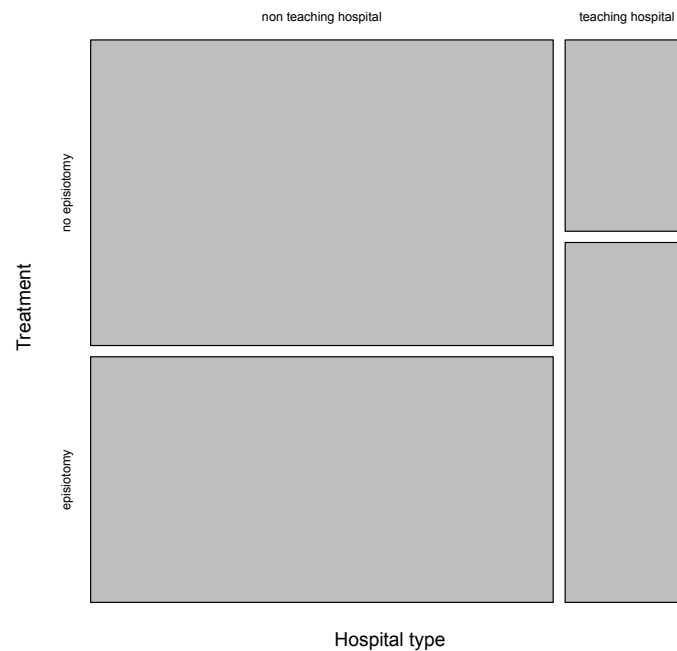 non teaching hospital
teaching hospital
no episiotomy
Treatment
episiotomy
Hospital type